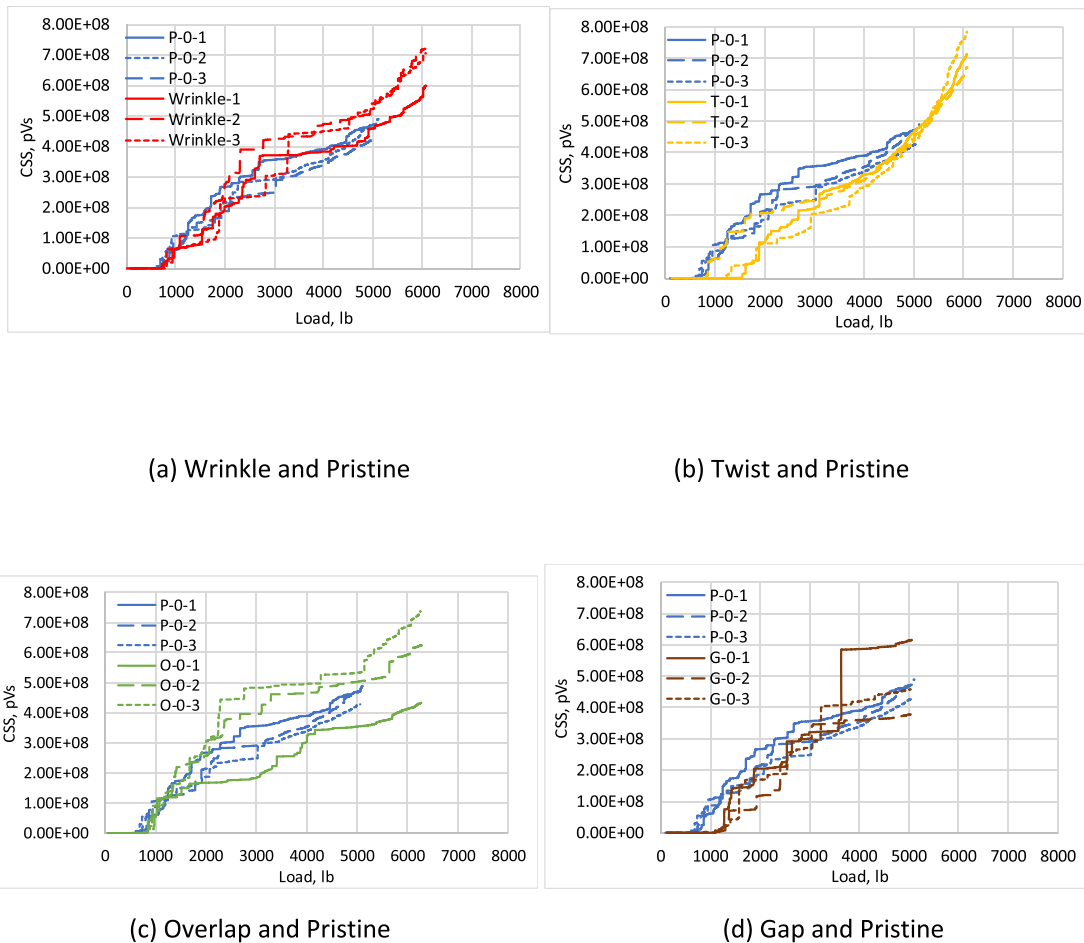 8.00E+08
7.00E+08
6.00E+08
5.00E+08
4.00E+08
3.00E+08
2.00E+08
1.00E+08
0.00E+00
CSS, pVs
P-0-1
P-0-2
P-0-3
Wrinkle-1
Wrinkle-2
Wrinkle-3
0 1000 2000 3000 4000 5000 6000 7000 8000
Load, lb
8.00E+08
7.00E+08
6.00E+08
5.00E+08
4.00E+08
3.00E+08
2.00E+08
1.00E+08
0.00E+00
CSS, pVs
P-0-1
P-0-2
P-0-3
T-0-1
T-0-2
T-0-3
0 1000 2000 3000 4000 5000 6000 7000 8000
Load, lb
(a) Wrinkle and Pristine
(b) Twist and Pristine
8.00E+08
7.00E+08
6.00E+08
5.00E+08
4.00E+08
3.00E+08
2.00E+08
1.00E+08
0.00E+00
CSS, pVs
P-0-1
P-0-2
P-0-3
O-0-1
O-0-2
O-0-3
0 1000 2000 3000 4000 5000 6000 7000 8000
Load, lb
8.00E+08
7.00E+08
6.00E+08
5.00E+08
4.00E+08
3.00E+08
2.00E+08
1.00E+08
0.00E+00
CSS, pVs
P-0-1
P-0-2
P-0-3
G-0-1
G-0-2
G-0-3
0 1000 2000 3000 4000 5000 6000 7000 8000
Load, lb
(c) Overlap and Pristine
(d) Gap and Pristine